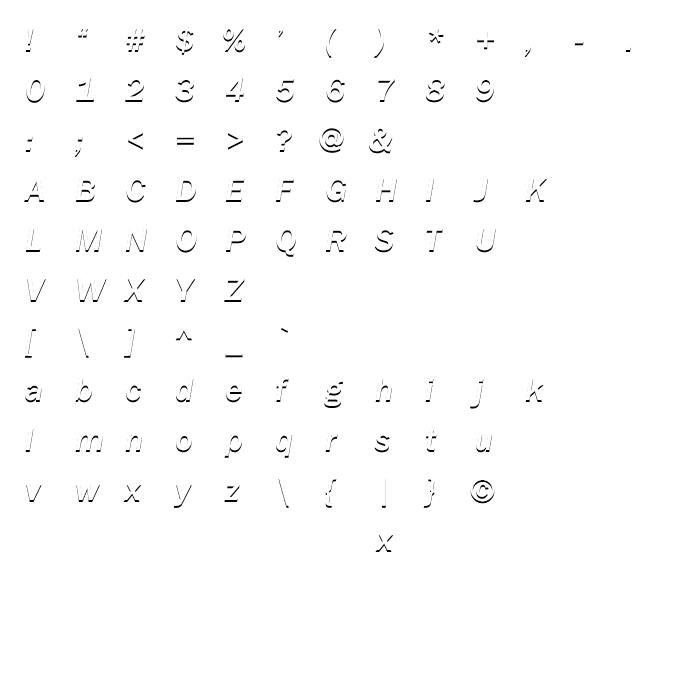 ! “ # $ % ’ ( ) * + , - .
0 1 2 3 4 5 6 7 8 9
: ; < = > ? @ &
A B C D E F G H I J K
L M N O P Q R S T U
V W X Y Z
[ \ ] ^ _ `
a b c d e f g h i j k
l m n o p q r s t u
v w x y z \ { | } ©
x